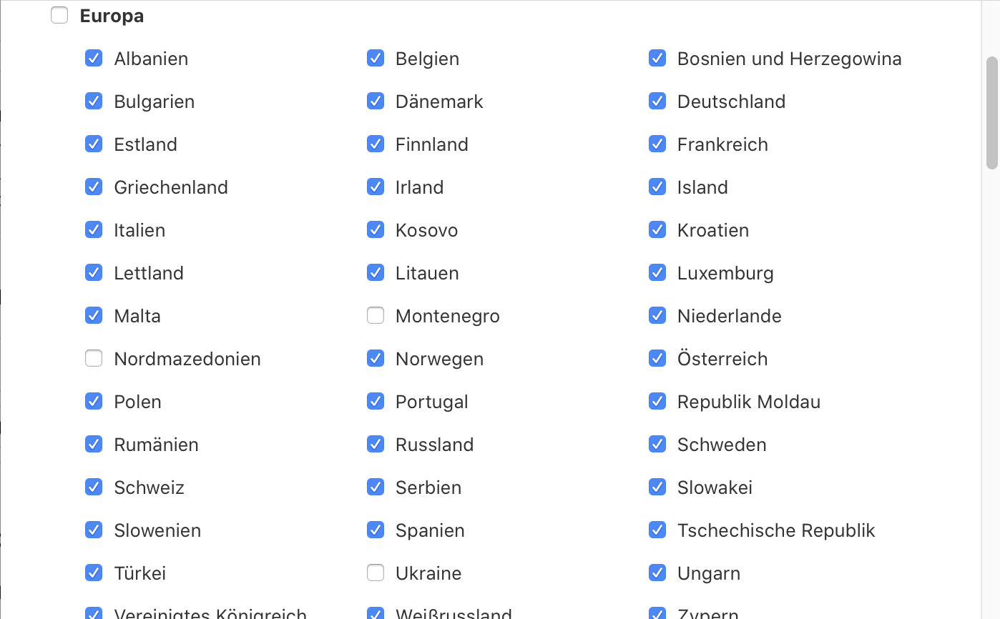 Europa
Albanien Belgien Bosnien und Herzegowina
Bulgarien Dänemark Deutschland
Estland Finnland Frankreich
Griechenland Irland Island
Italien Kosovo Kroatien
Lettland Litauen Luxemburg
Malta Montenegro Niederlande
Nordmazedonien Norwegen Österreich
Polen Portugal Republik Moldau
Rumänien Russland Schweden
Schweiz Serbien Slowakei
Slowenien Spanien Tschechische Republik
Türkei Ukraine Ungarn
Vereinigtes Königreich Weißrussland Zypern